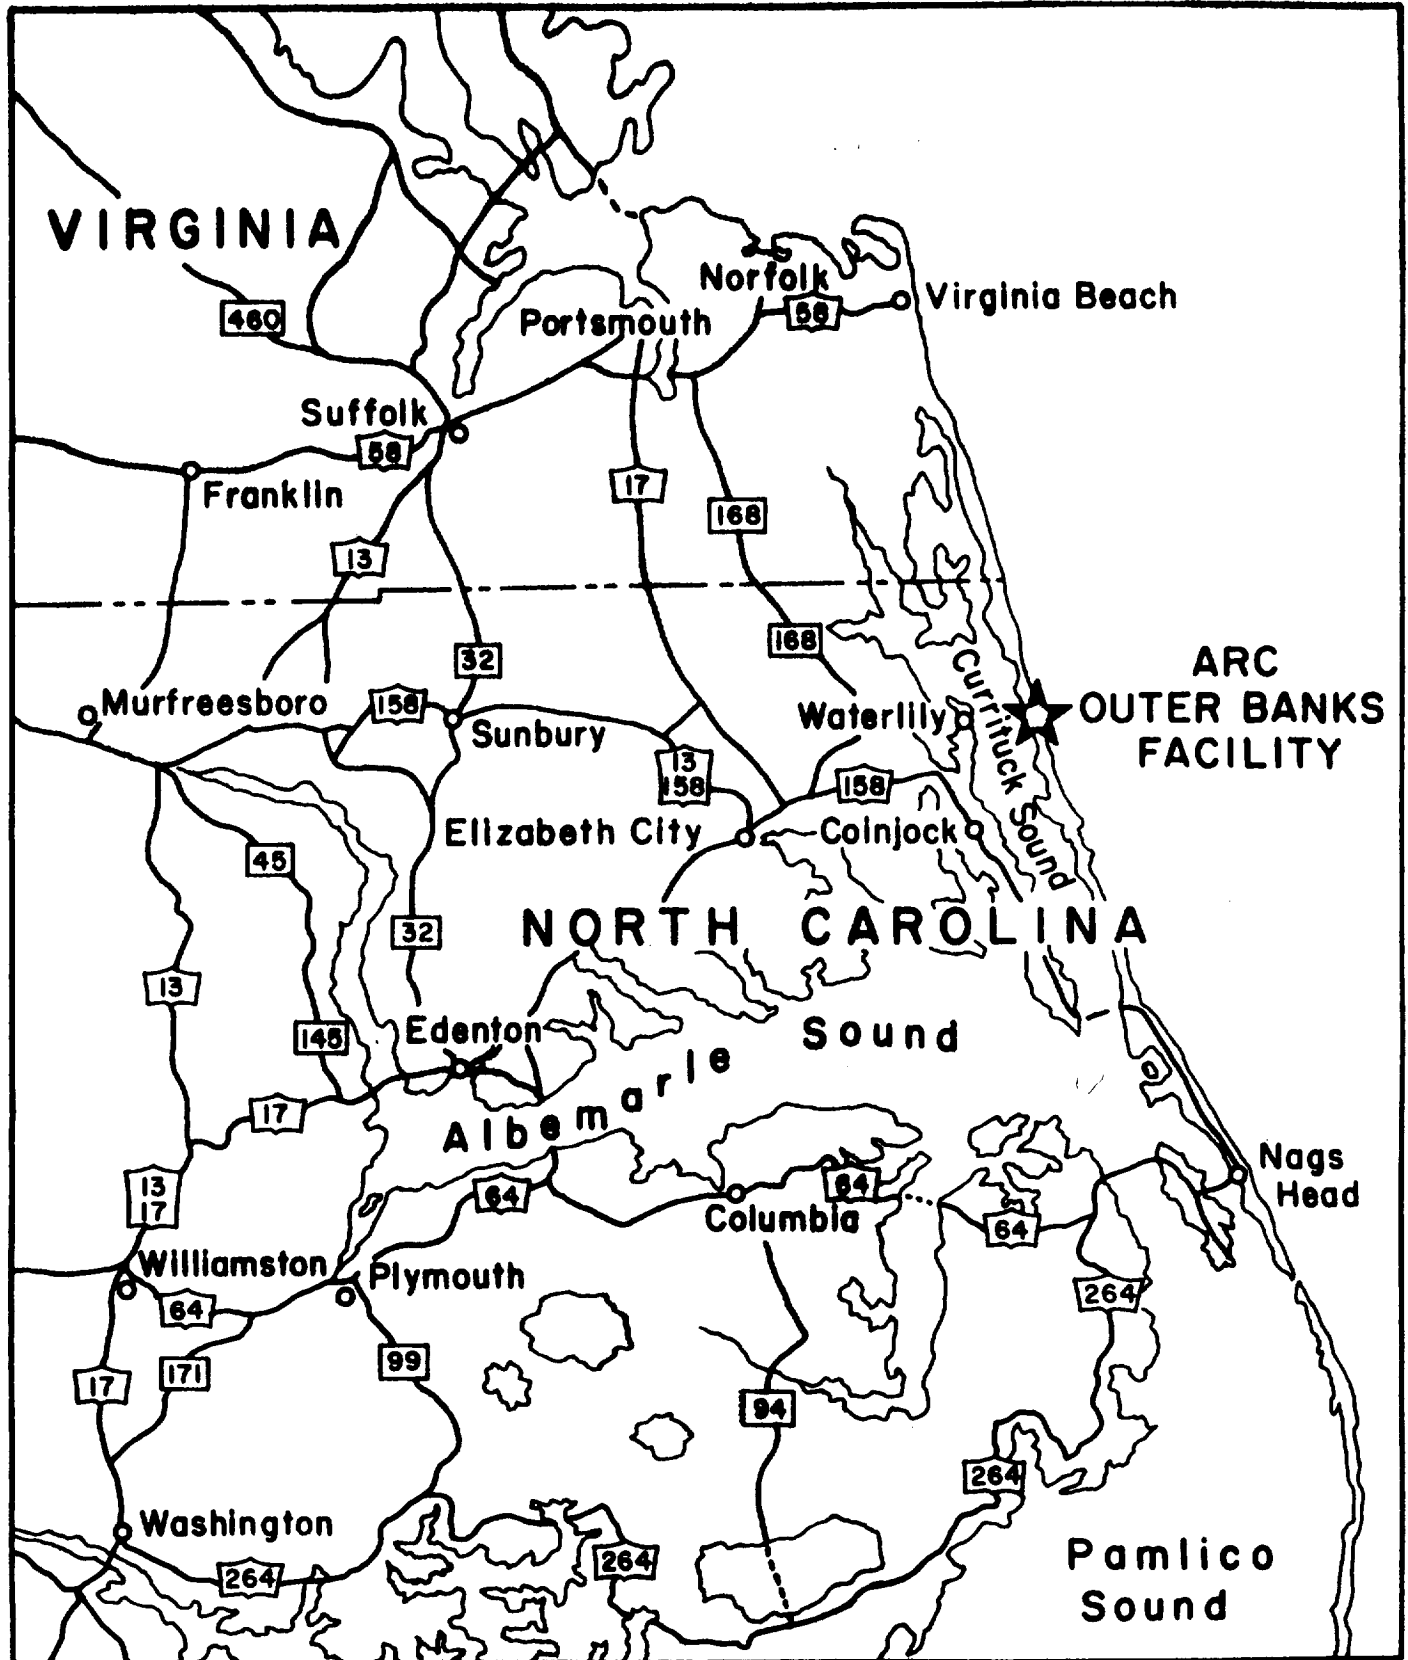 VIRGINIA
Norfolk
58
Virginia Beach
460
Portsmouth
Suffolk
58
Franklin
17
168
13
168
32
Currituck Sound
ARC
OUTER BANKS
FACILITY
Murfreesboro
158
Sunbury
Waterlily
13
158
158
Elizabeth City
Coinjock
45
NORTH CAROLINA
32
13
145
Edenton
Albemarle Sound
17
Nags
Head
13
17
64
64
Columbia
64
Williamston
Plymouth
264
64
99
171
17
94
264
Washington
264
264
Pamlico
Sound